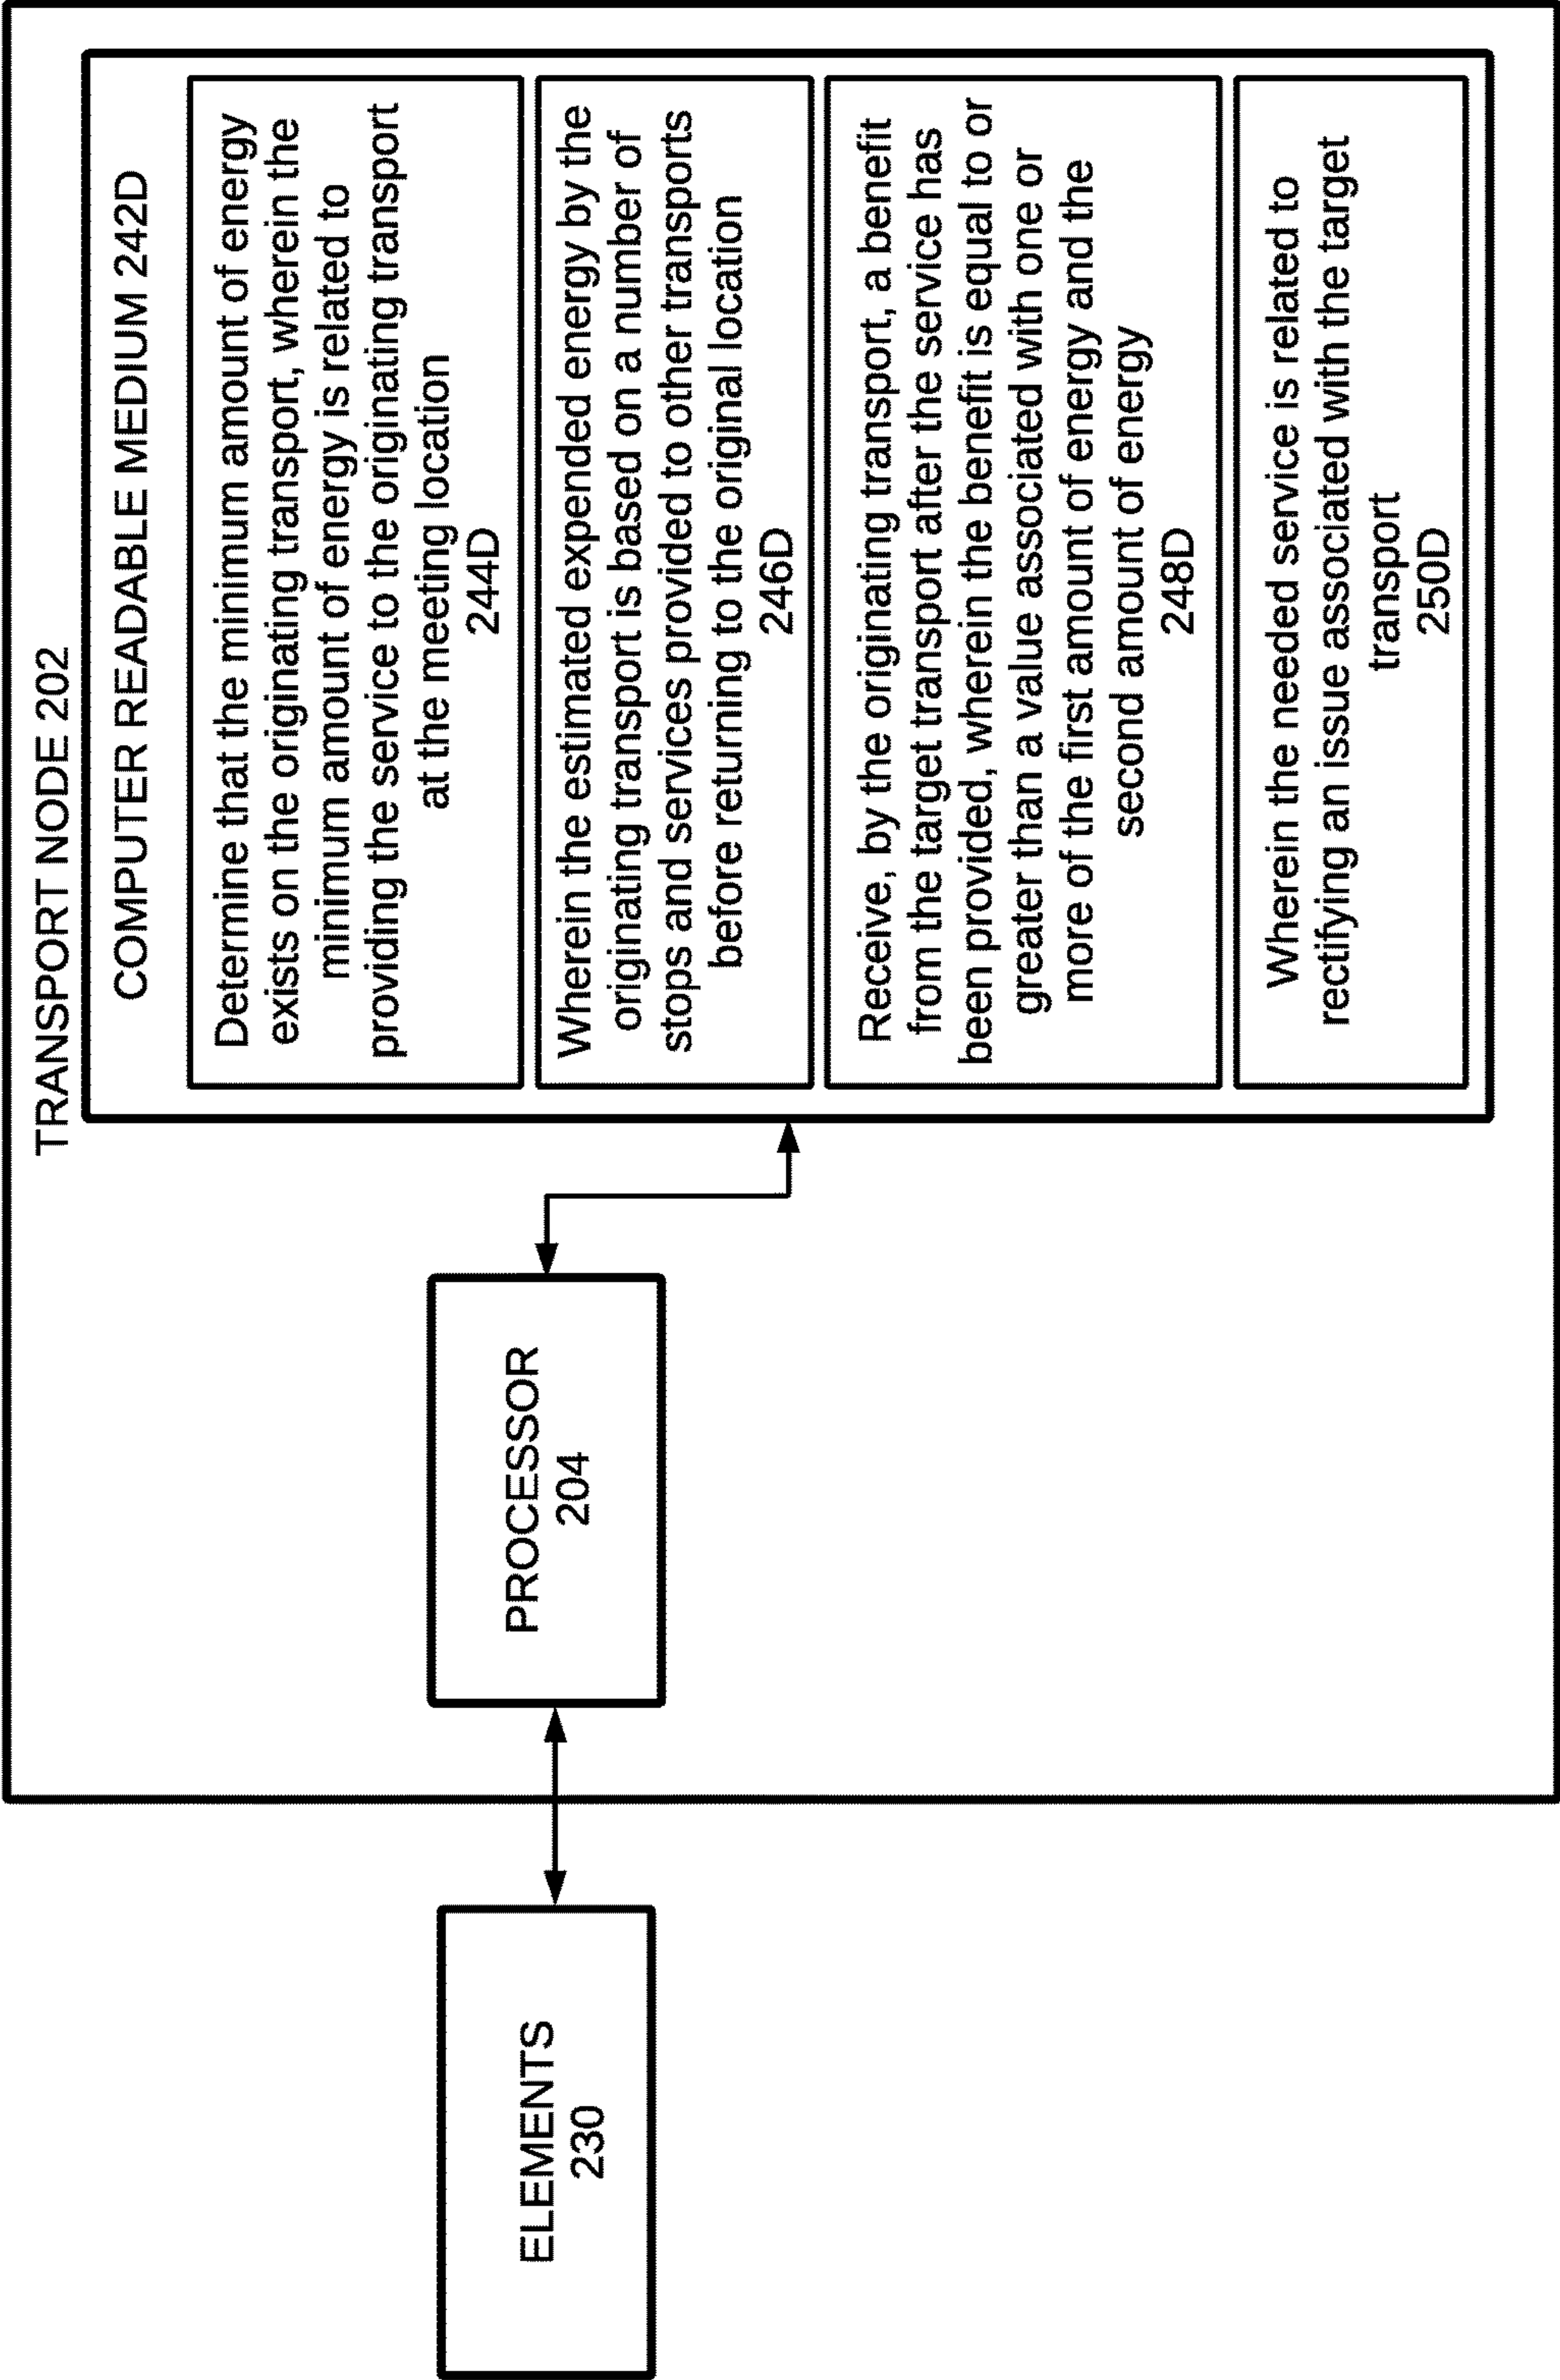 TRANSPORT NODE 202
COMPUTER READABLE MEDIUM 242D
Determine that the minimum amount of energy
exists on the originating transport, wherein the
minimum amount of energy is related to
providing the service to the originating transport
at the meeting location
244D
Wherein the estimated expended energy by the
originating transport is based on a number of
stops and services provided to other transports
before returning to the original location
246D
Receive, by the originating transport, a benefit
from the target transport after the service has
been provided, wherein the benefit is equal to or
greater than a value associated with one or
more of the first amount of energy and the
second amount of energy
248D
Wherein the needed service is related to
rectifying an issue associated with the target
transport
250D
PROCESSOR
204
ELEMENTS
230